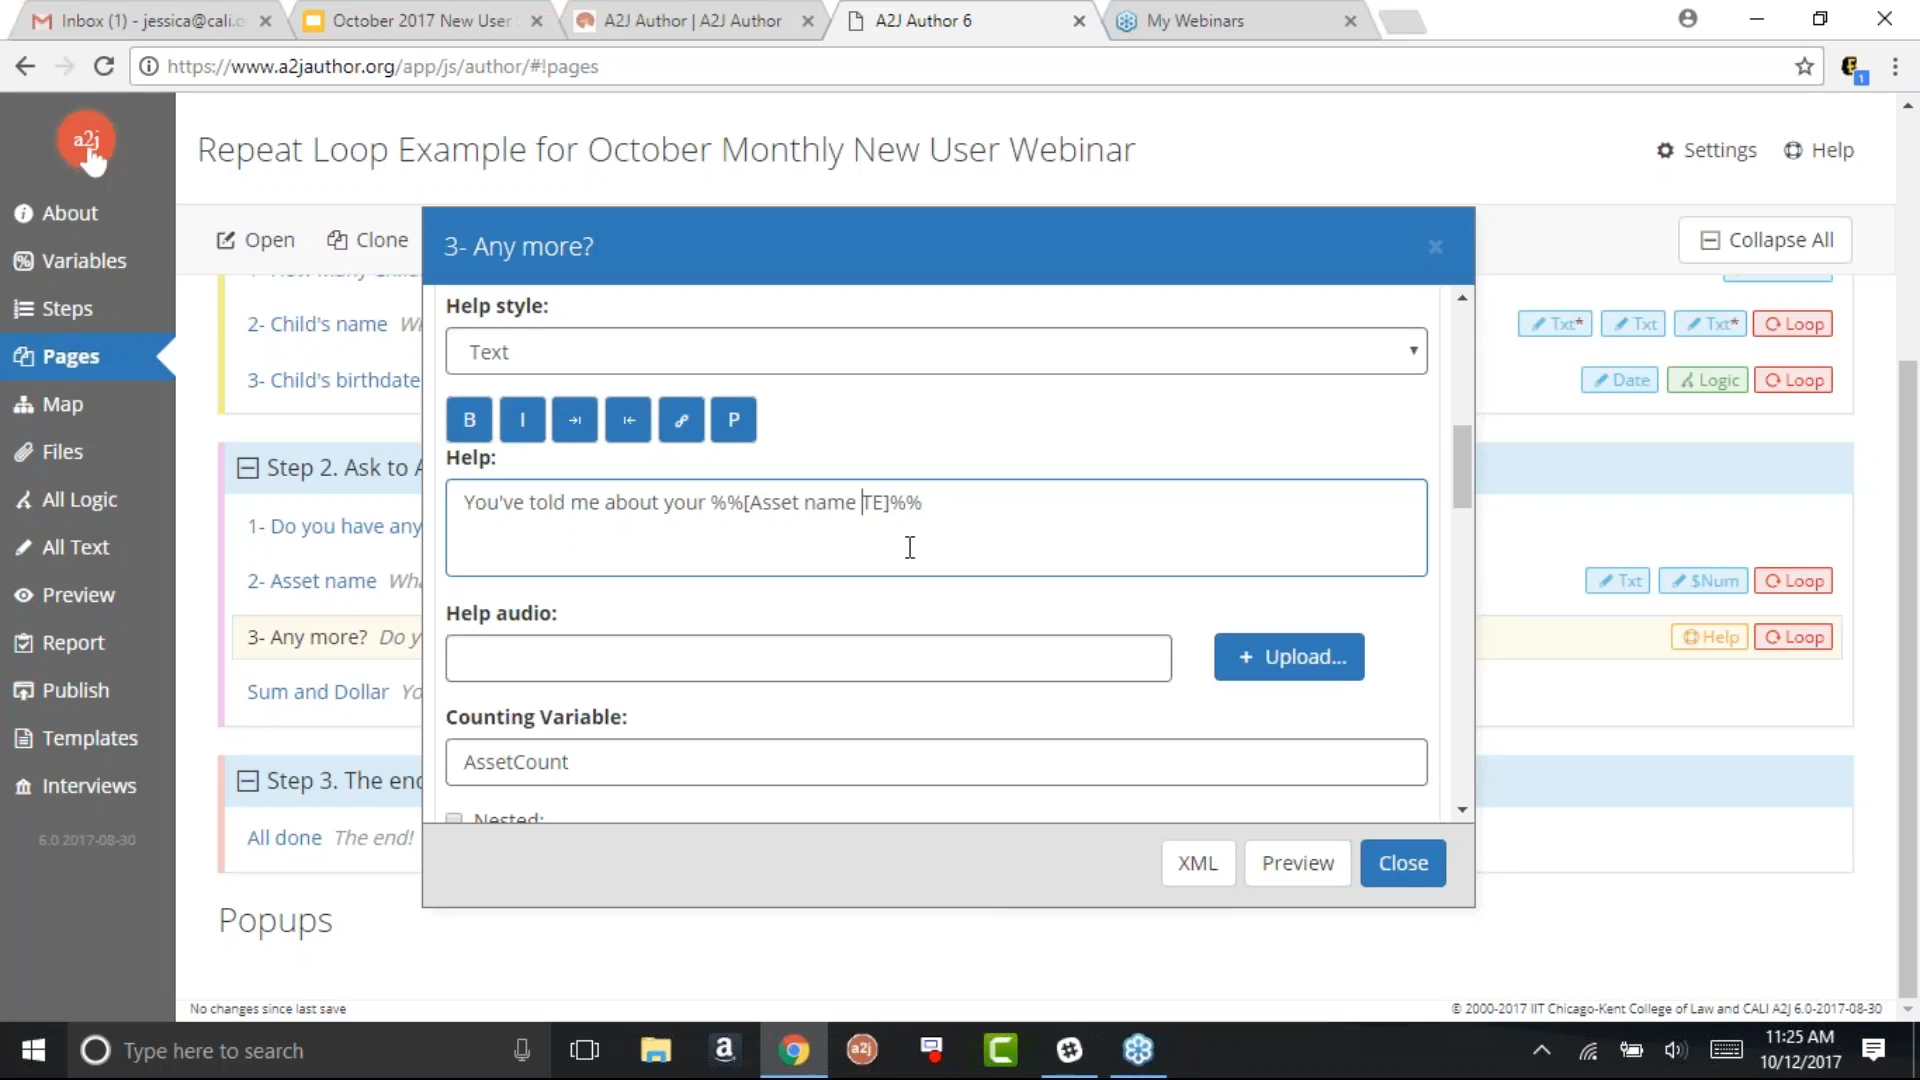 Inbox (1) - jessica@cali.o
October 2017 New User
A2J Author | A2J Author
A2J Author 6
My Webinars
https://www.a2jauthor.org/app/js/author/#!pages
1
a2j
Repeat Loop Example for October Monthly New User Webinar
Settings
Help
About
Variables
Steps
Pages
Map
Files
All Logic
All Text
Preview
Report
Publish
Templates
Interviews
6.0 2017-08-30
Open
Clone
Collapse All
2- Child's name
Txt*
Txt
Txt*
Loop
3- Child's birthdate
Date
Logic
Loop
Step 2. Ask to A
1- Do you have any
2- Asset name Wha
Txt
$Num
Loop
3- Any more? Do y
Help
Loop
Sum and Dollar Yo
Step 3. The end
All done The end!
Popups
3- Any more?
Help style:
Text
B
I
P
Help:
You've told me about your %%[Asset name TE]%%
Help audio:
Upload...
Counting Variable:
AssetCount
Nested:
XML
Preview
Close
No changes since last save
© 2000-2017 IIT Chicago-Kent College of Law and CALI A2J 6.0-2017-08-30
Type here to search
a
a2j
C
11:25 AM
10/12/2017